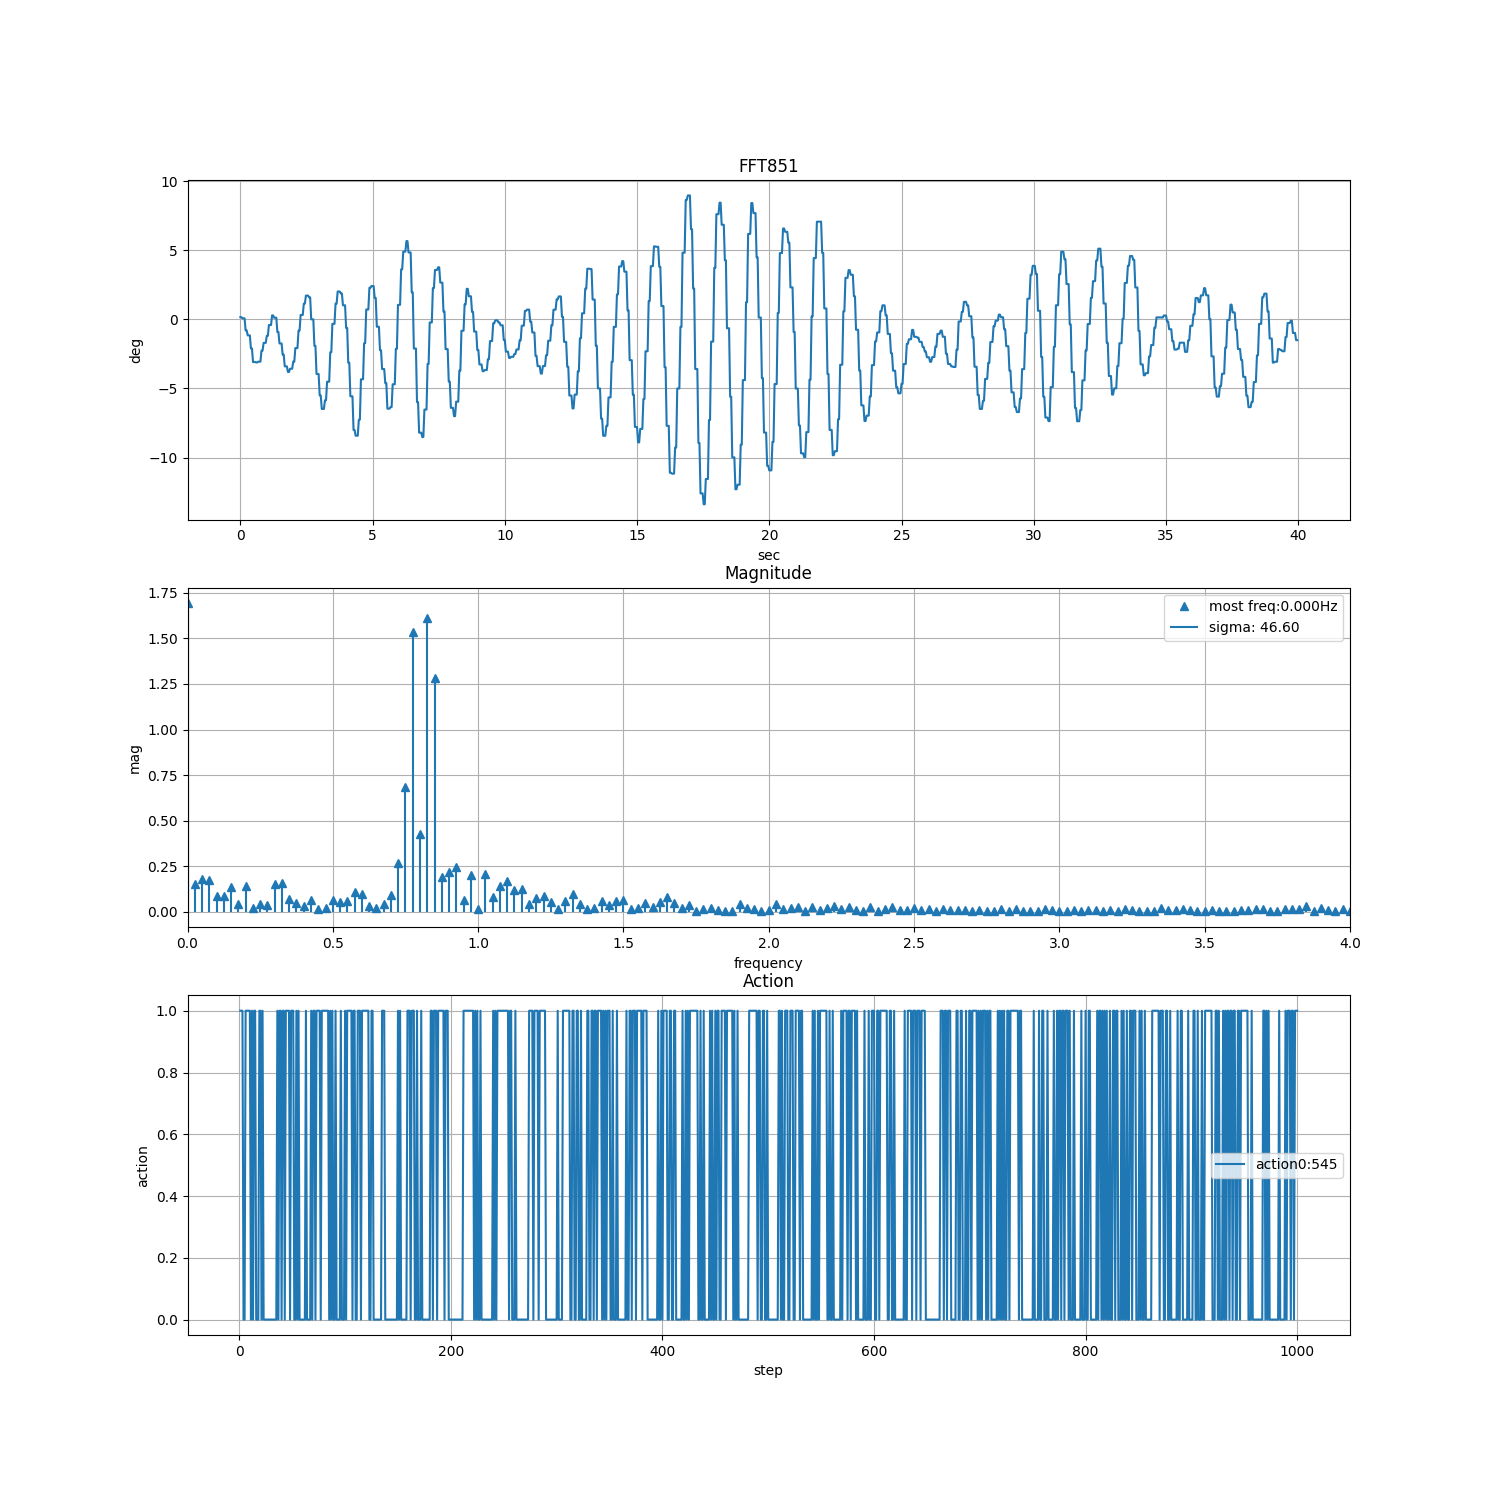 FFT851
10
5
0
−5
−10
deg
0 5 10 15 20 25 30 35 40
sec
Magnitude
1.75
1.50
1.25
1.00
0.75
0.50
0.25
0.00
mag
most freq:0.000Hz
sigma: 46.60
0.0 0.5 1.0 1.5 2.0 2.5 3.0 3.5 4.0
frequency
Action
1.0
0.8
0.6
0.4
0.2
0.0
action
action0:545
0 200 400 600 800 1000
step